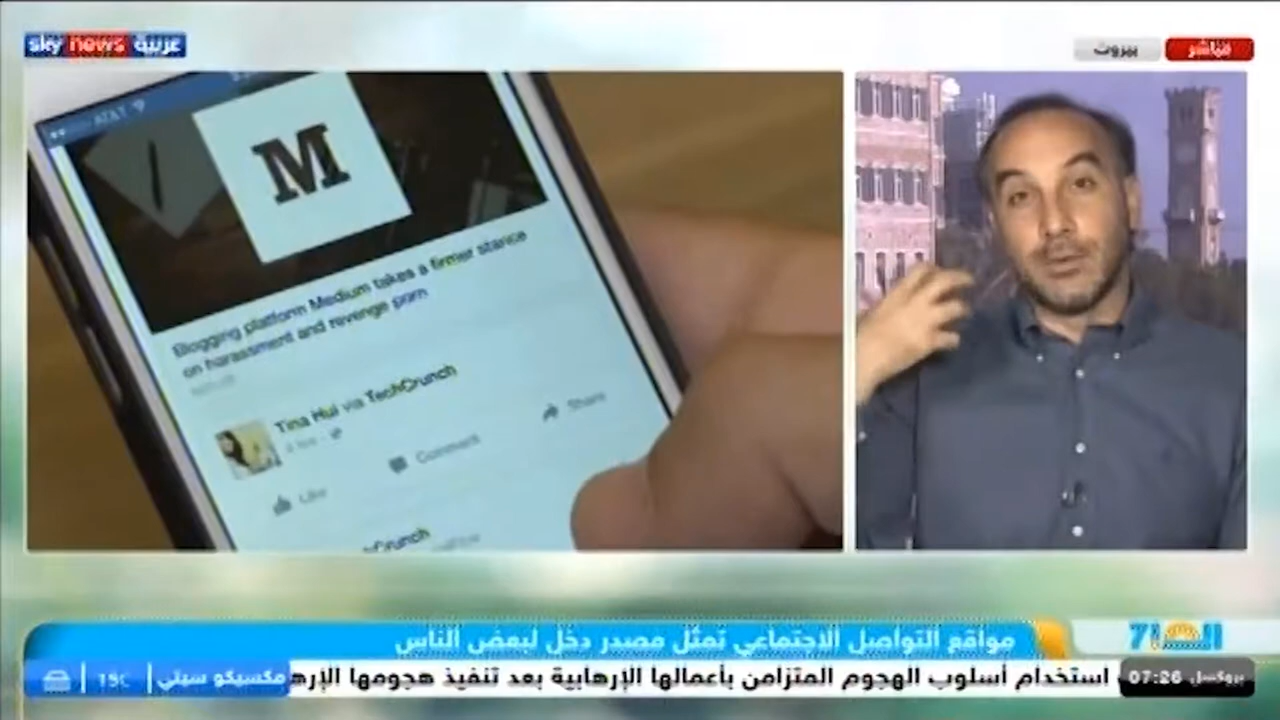 sky news عربية
مباشر
بيروت
AT&T
M
Blogging platform Medium takes a firmer stance
on harassment and revenge porn
Tina Hui via TechCrunch
Like
Comment
Share
مواقع التواصل الاجتماعي تمثل مصدر دخل لبعض الناس
07:26 بروكسل
استخدام أسلوب الهجوم المتزامن بأعمالها الإرهابية بعد تنفيذ هجومها الإره
مكسيكو سيتي
15C